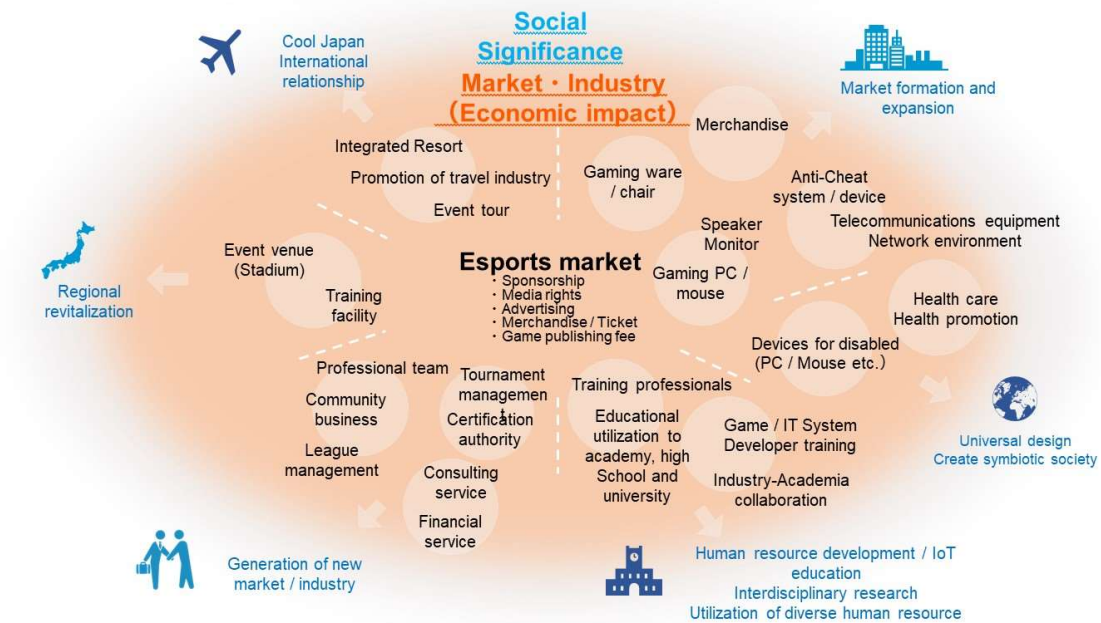 Social
Significance
Market・Industry
（Economic impact）
Cool Japan
International
relationship
Market formation and
expansion
Integrated Resort
Promotion of travel industry
Event tour
Merchandise
Gaming ware
/ chair
Anti-Cheat
system / device
Telecommunications equipment
Network environment
Speaker
Monitor
Gaming PC /
mouse
Event venue
(Stadium)
Training
facility
Regional
revitalization
Esports market
・Sponsorship
・Media rights
・Advertising
・Merchandise / Ticket
・Game publishing fee
Health care
Health promotion
Devices for disabled
(PC / Mouse etc.)
Professional team
Community
business
League
management
Tournament
managemen
t
Certification
authority
Consulting
service
Financial
service
Training professionals
Educational
utilization to
academy, high
School and
university
Game / IT System
Developer training
Industry-Academia
collaboration
Universal design
Create symbiotic society
Generation of new
market / industry
Human resource development / IoT
education
Interdisciplinary research
Utilization of diverse human resource